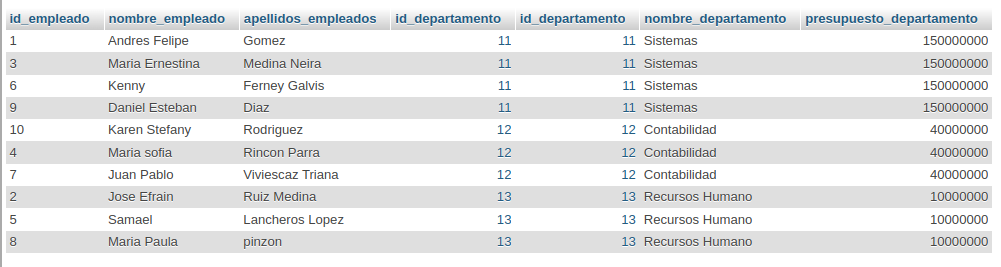 id_empleado nombre_empleado apellidos_empleados id_departamento id_departamento nombre_departamento presupuesto_departamento
1 Andres Felipe Gomez 11 11 Sistemas 150000000
3 Maria Ernestina Medina Neira 11 11 Sistemas 150000000
6 Kenny Ferney Galvis 11 11 Sistemas 150000000
9 Daniel Esteban Diaz 11 11 Sistemas 150000000
10 Karen Stefany Rodriguez 12 12 Contabilidad 40000000
4 Maria sofia Rincon Parra 12 12 Contabilidad 40000000
7 Juan Pablo Viviescaz Triana 12 12 Contabilidad 40000000
2 Jose Efrain Ruiz Medina 13 13 Recursos Humano 10000000
5 Samael Lancheros Lopez 13 13 Recursos Humano 10000000
8 Maria Paula pinzon 13 13 Recursos Humano 10000000